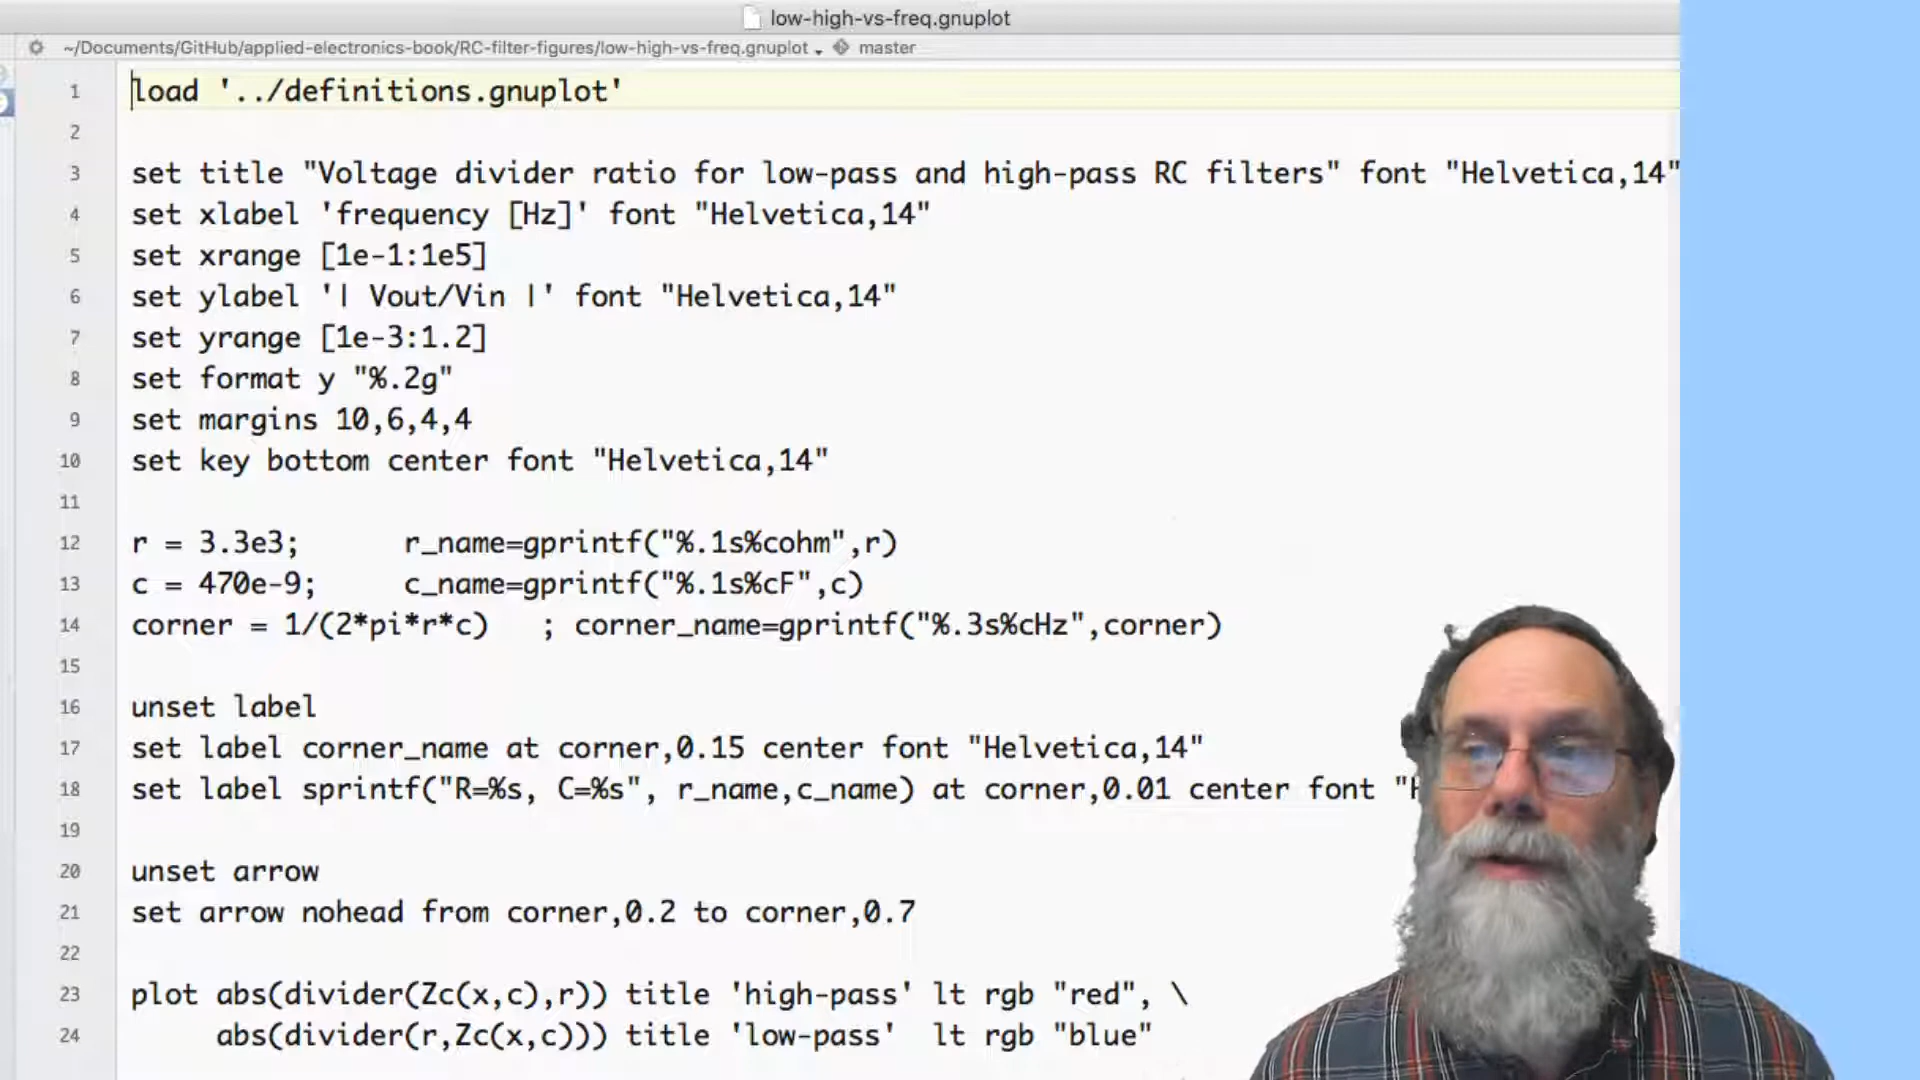 low-high-vs-freq.gnuplot
~/Documents/GitHub/applied-electronics-book/RC-filter-figures/low-high-vs-freq.gnuplot master
1 load '../definitions.gnuplot'
2
3 set title "Voltage divider ratio for low-pass and high-pass RC filters" font "Helvetica,14"
4 set xlabel 'frequency [Hz]' font "Helvetica,14"
5 set xrange [1e-1:1e5]
6 set ylabel '| Vout/Vin |' font "Helvetica,14"
7 set yrange [1e-3:1.2]
8 set format y "%.2g"
9 set margins 10,6,4,4
10 set key bottom center font "Helvetica,14"
11
12 r = 3.3e3; r_name=gprintf("%.1s%cohm",r)
13 c = 470e-9; c_name=gprintf("%.1s%cF",c)
14 corner = 1/(2*pi*r*c) ; corner_name=gprintf("%.3s%cHz",corner)
15
16 unset label
17 set label corner_name at corner,0.15 center font "Helvetica,14"
18 set label sprintf("R=%s, C=%s", r_name,c_name) at corner,0.01 center font "
19
20 unset arrow
21 set arrow nohead from corner,0.2 to corner,0.7
22
23 plot abs(divider(Zc(x,c),r)) title 'high-pass' lt rgb "red", \
24 abs(divider(r,Zc(x,c))) title 'low-pass' lt rgb "blue"